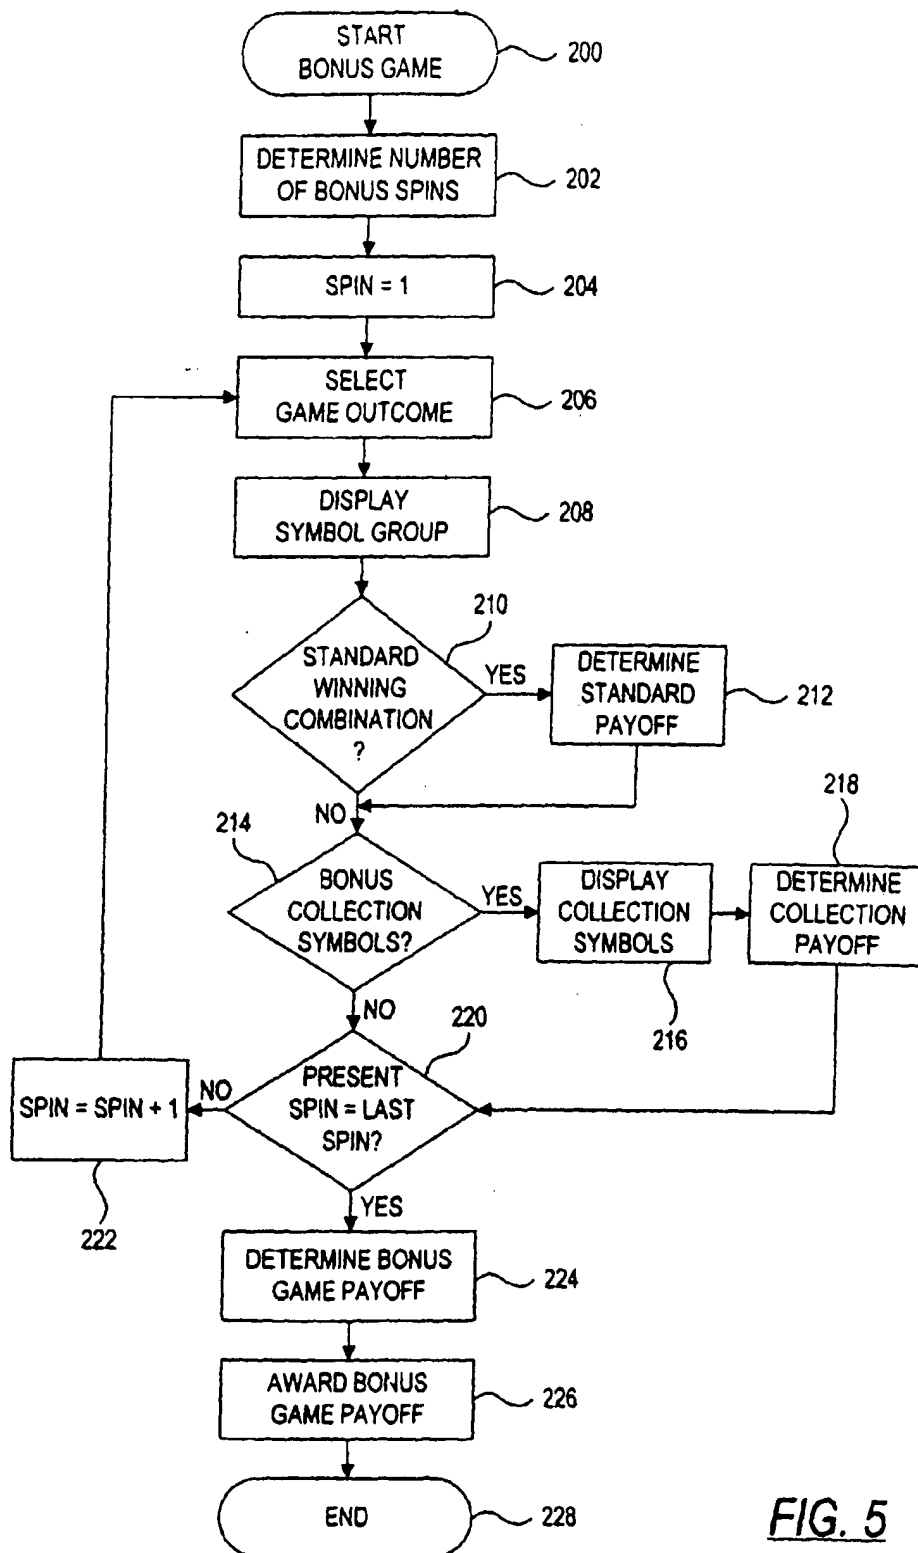 START
BONUS GAME
200
DETERMINE NUMBER
OF BONUS SPINS
202
SPIN = 1
204
SELECT
GAME OUTCOME
206
DISPLAY
SYMBOL GROUP
208
210
STANDARD
WINNING
COMBINATION
?
YES
DETERMINE
STANDARD
PAYOFF
212
NO
214
218
BONUS
COLLECTION
SYMBOLS?
YES
DISPLAY
COLLECTION
SYMBOLS
216
DETERMINE
COLLECTION
PAYOFF
NO
220
PRESENT
SPIN = LAST
SPIN?
NO
SPIN = SPIN + 1
222
YES
DETERMINE BONUS
GAME PAYOFF
224
AWARD BONUS
GAME PAYOFF
226
END
228
FIG. 5